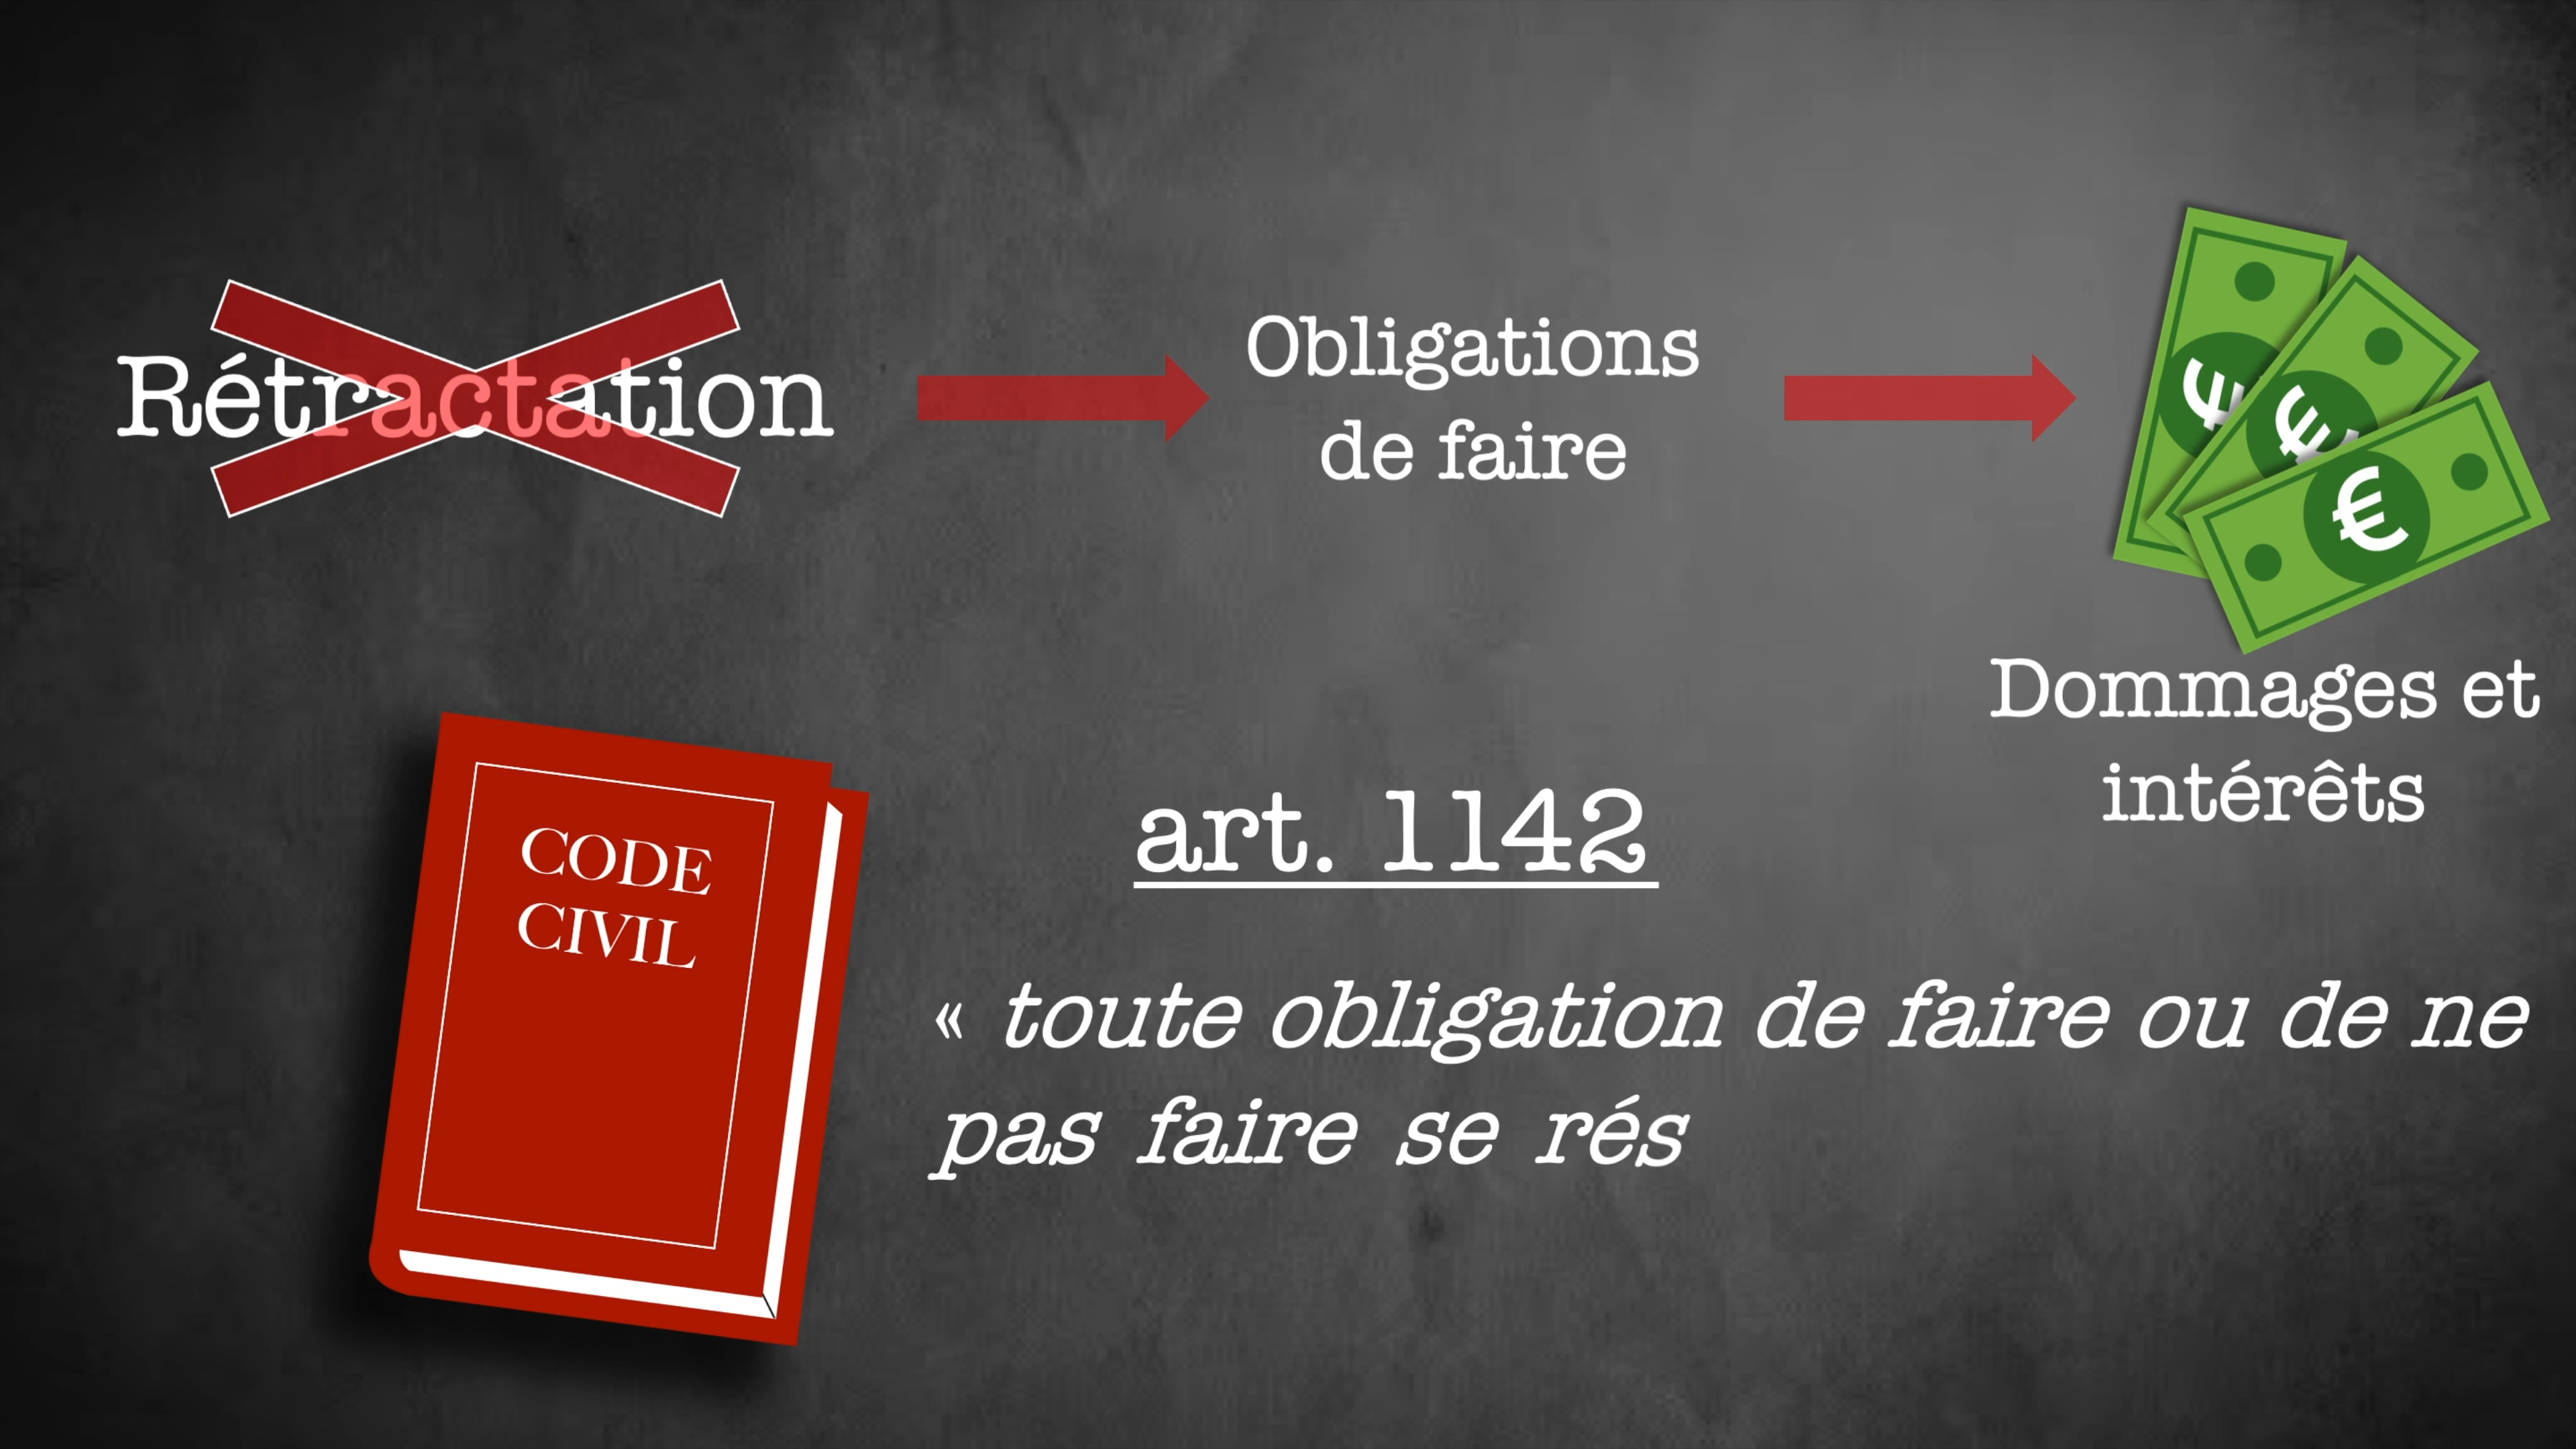 Rétractation
Obligations
de faire
€
€
€
Dommages et
intérêts
CODE
CIVIL
art. 1142
« toute obligation de faire ou de ne
pas faire se rés